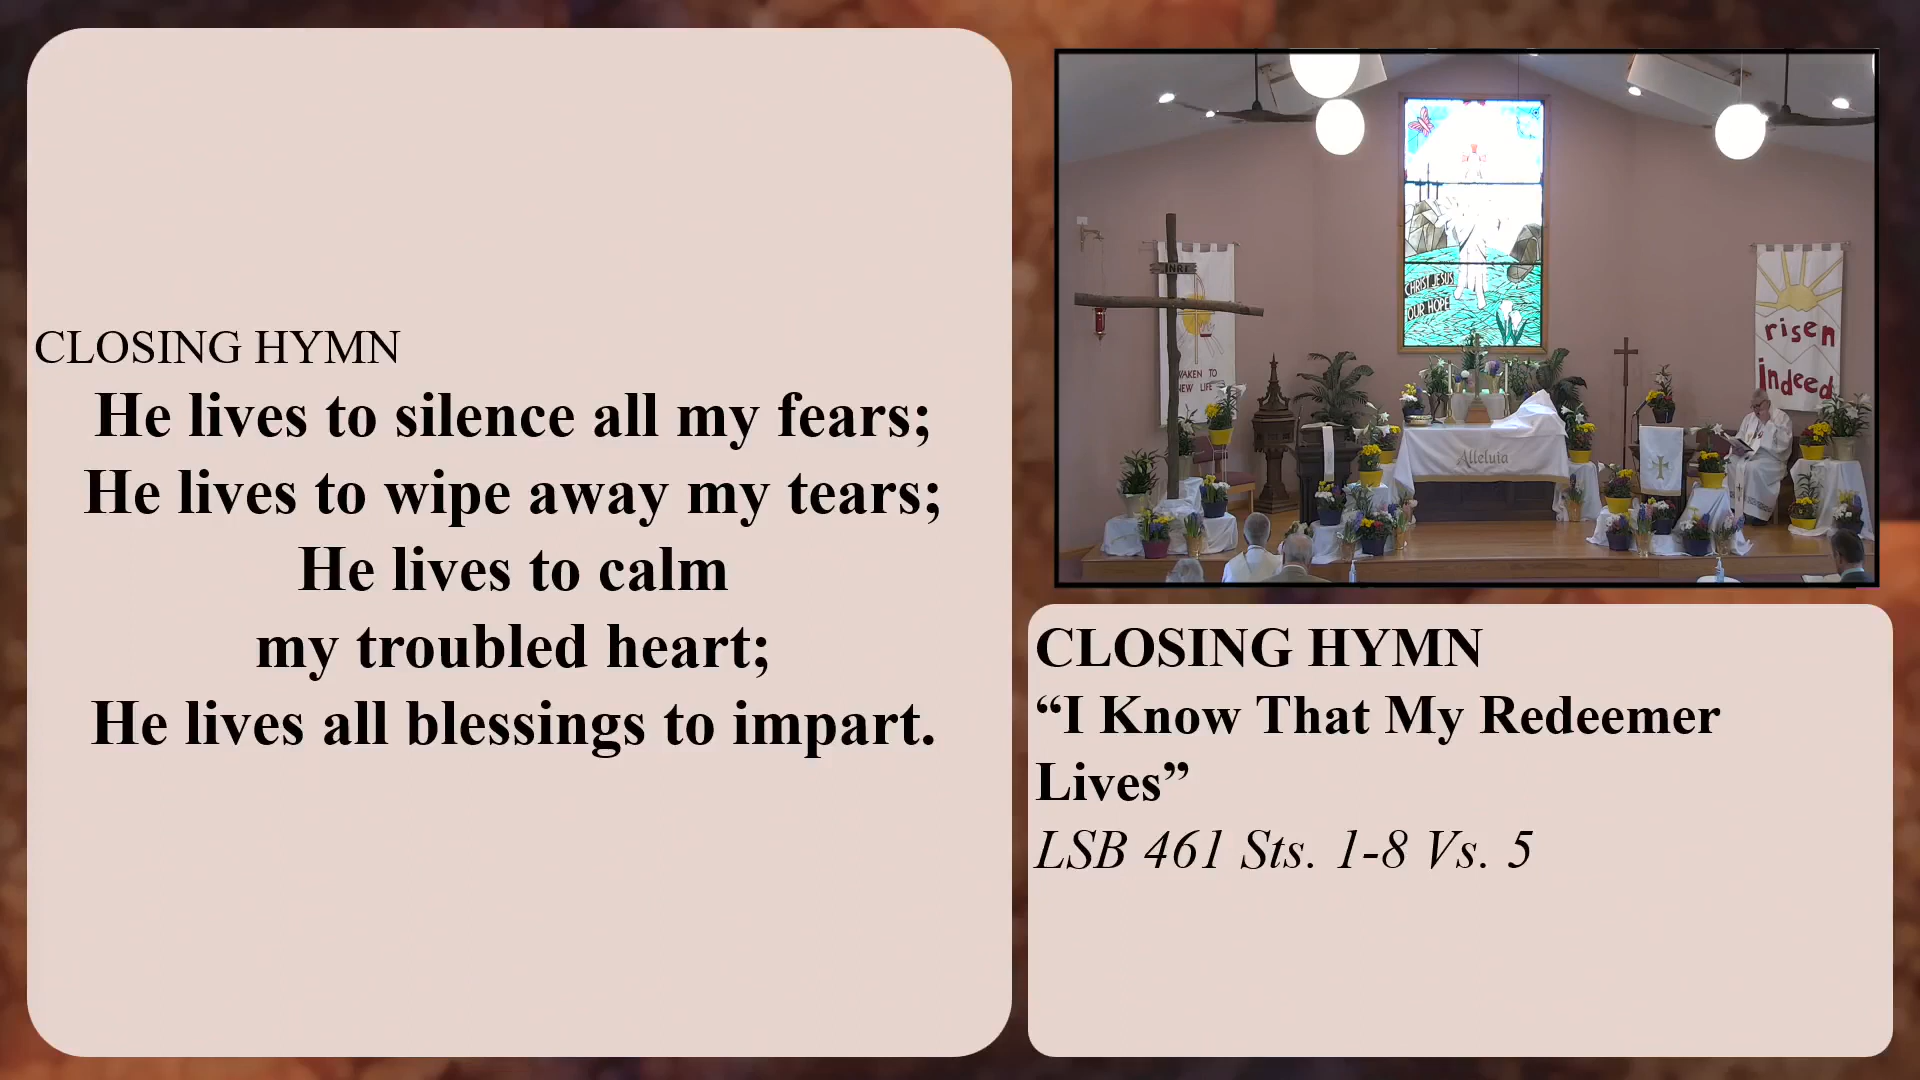 CLOSING HYMN
He lives to silence all my fears;
He lives to wipe away my tears;
He lives to calm
my troubled heart;
He lives all blessings to impart.
INRI
AWAKEN TO
NEW LIFE
CHRIST JESUS
OUR HOPE
Alleluia
risen
indeed
CLOSING HYMN
“I Know That My Redeemer
Lives”
LSB 461 Sts. 1-8 Vs. 5